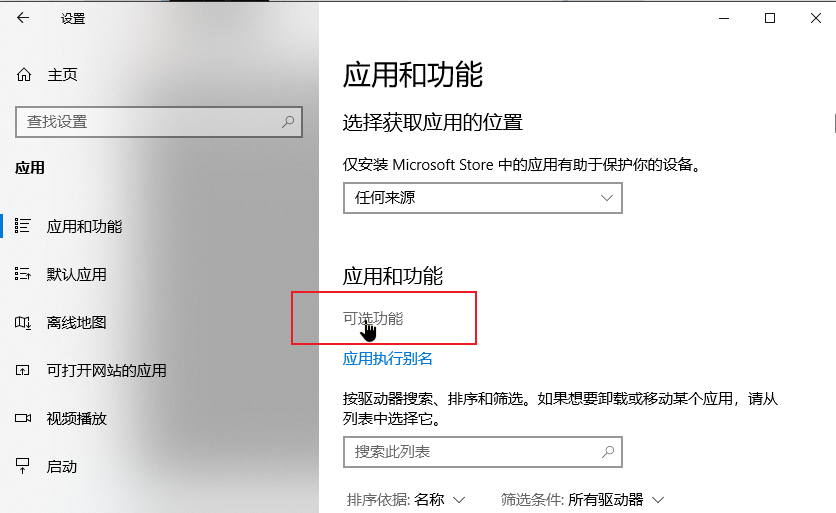 设置
主页
查找设置
应用
应用和功能
默认应用
离线地图
可打开网站的应用
视频播放
启动
应用和功能
选择获取应用的位置
仅安装 Microsoft Store 中的应用有助于保护你的设备。
任何来源
应用和功能
可选功能
应用执行别名
按驱动器搜索、排序和筛选。如果想要卸载或移动某个应用，请从
列表中选择它。
搜索此列表
排序依据: 名称 筛选条件: 所有驱动器